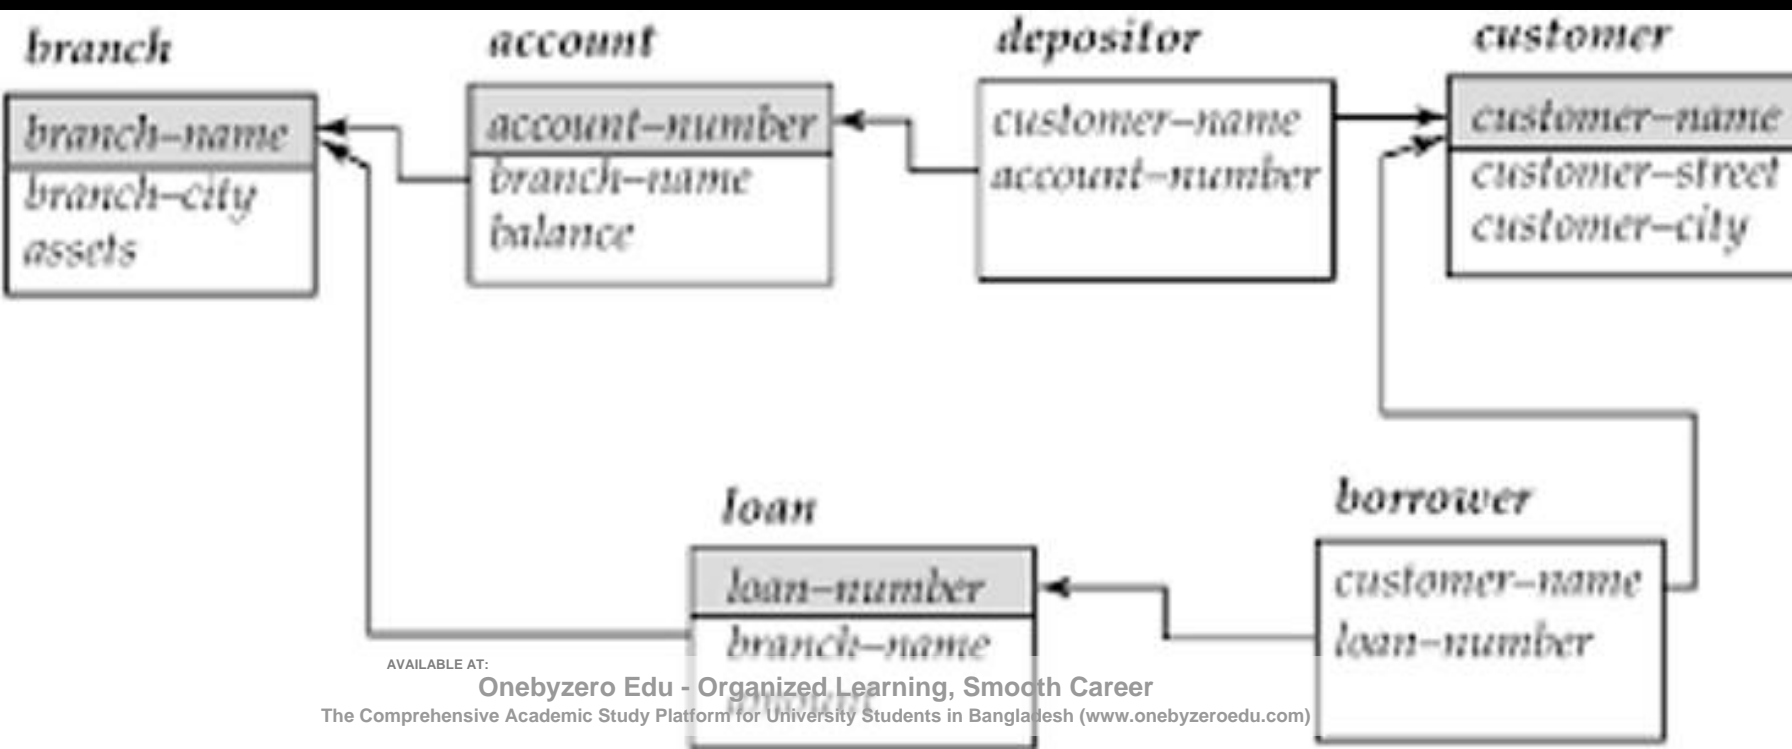 branch
branch-name
branch-city
assets
account
account-number
branch-name
balance
depositor
customer-name
account-number
customer
customer-name
customer-street
customer-city
loan
loan-number
branch-name
borrower
customer-name
loan-number
AVAILABLE AT:
Onebyzero Edu - Organized Learning, Smooth Career
The Comprehensive Academic Study Platform for University Students in Bangladesh (www.onebyzeroedu.com)